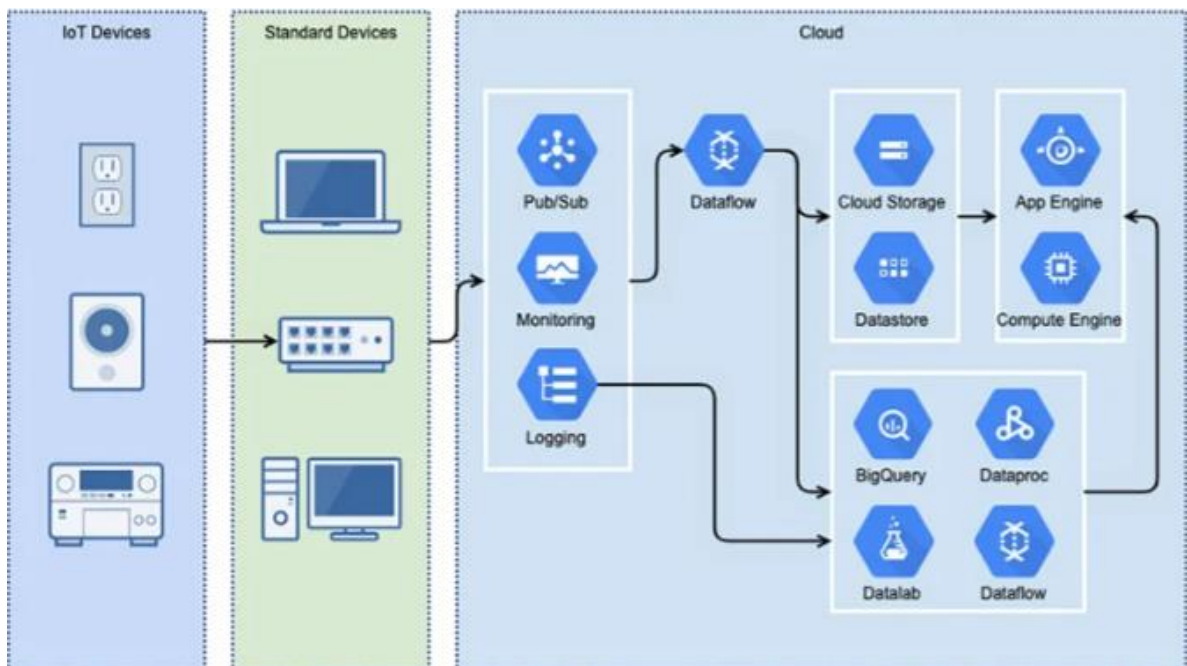 IoT Devices
Standard Devices
Cloud
Pub/Sub
Dataflow
Cloud Storage
App Engine
Monitoring
Datastore
Compute Engine
Logging
BigQuery
Dataproc
Datalab
Dataflow